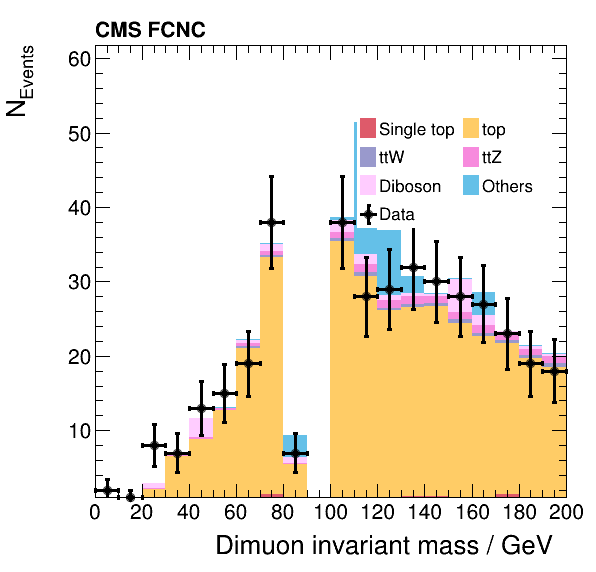 CMS FCNC
N_Events
60
50
40
30
20
10
Single top
top
ttW
ttZ
Diboson
Others
Data
0 20 40 60 80 100 120 140 160 180 200
Dimuon invariant mass / GeV